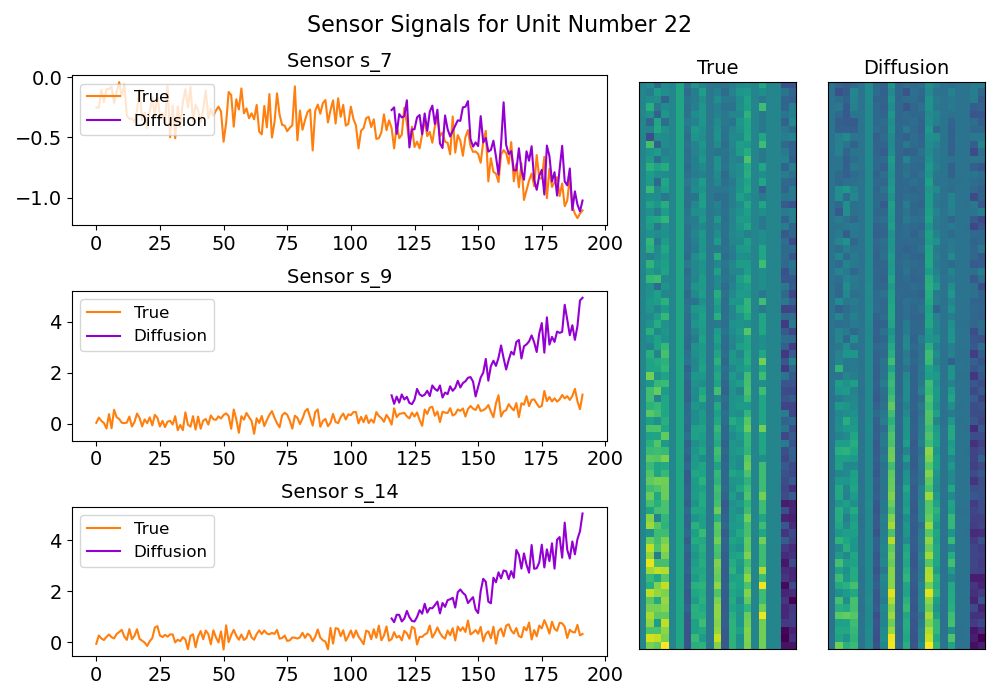 Sensor Signals for Unit Number 22
Sensor s_7
True
Diffusion
0.0
−0.5
−1.0
0 25 50 75 100 125 150 175 200
Sensor s_9
True
Diffusion
4
2
0
0 25 50 75 100 125 150 175 200
Sensor s_14
True
Diffusion
4
2
0
0 25 50 75 100 125 150 175 200
True
Diffusion